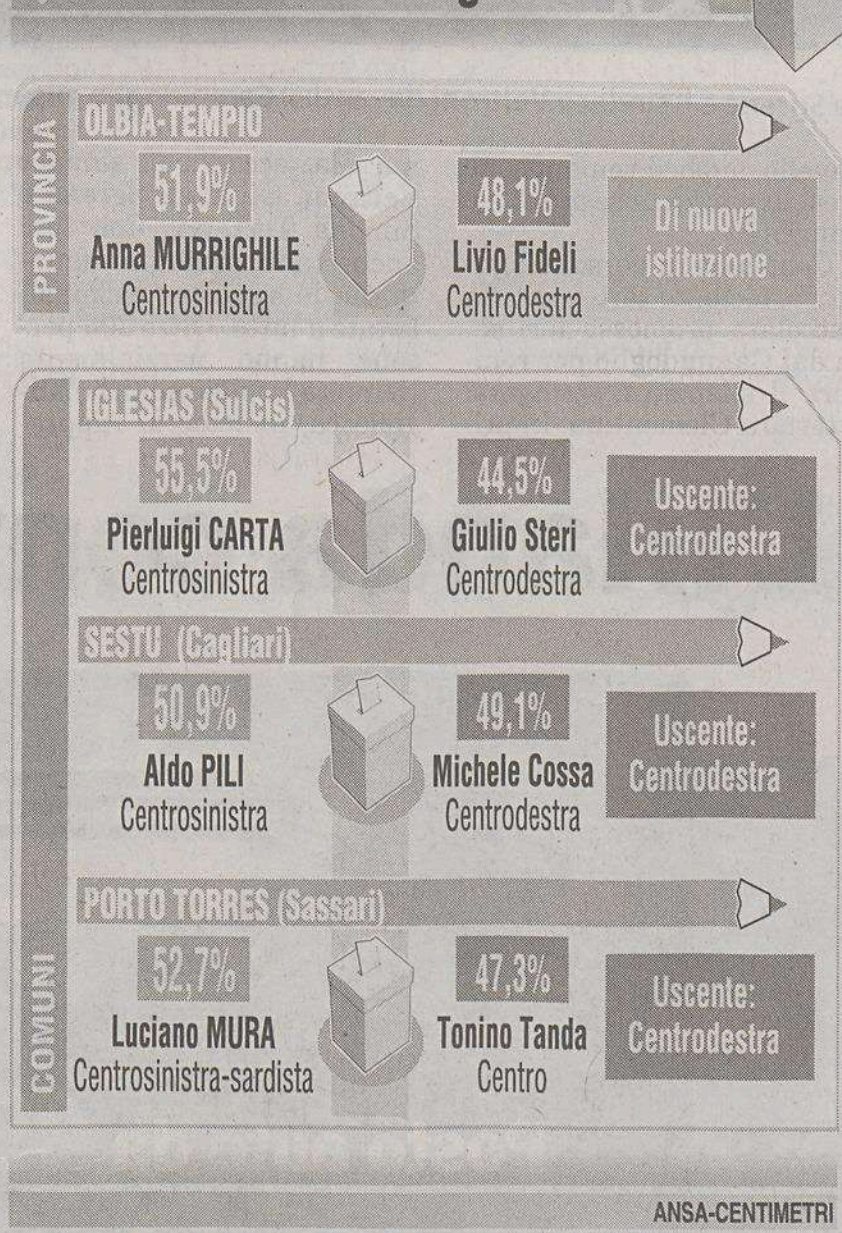 PROVINCIA
OLBIA-TEMPIO
51,9%
Anna MURRIGHILE
Centrosinistra
48,1%
Livio Fideli
Centrodestra
Di nuova
istituzione
COMUNI
IGLESIAS (Sulcis)
55,5%
Pierluigi CARTA
Centrosinistra
44,5%
Giulio Steri
Centrodestra
Uscente:
Centrodestra
SESTU (Cagliari)
50,9%
Aldo PILI
Centrosinistra
49,1%
Michele Cossa
Centrodestra
Uscente:
Centrodestra
PORTO TORRES (Sassari)
52,7%
Luciano MURA
Centrosinistra-sardista
47,3%
Tonino Tanda
Centro
Uscente:
Centrodestra
ANSA-CENTIMETRI